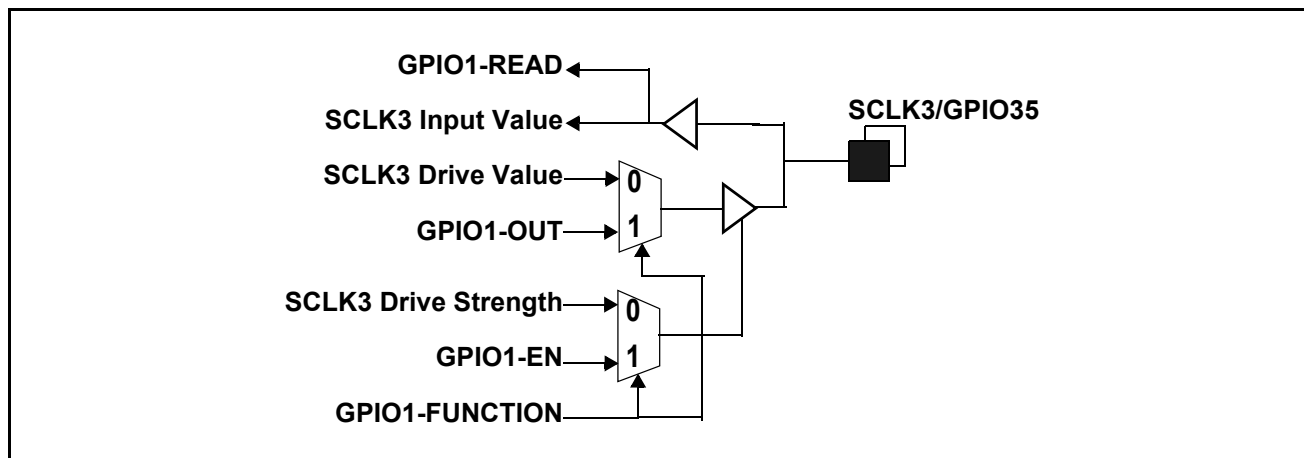 GPIO1-READ
SCLK3/GPIO35
SCLK3 Input Value
SCLK3 Drive Value
0
GPIO1-OUT
1
SCLK3 Drive Strength
0
GPIO1-EN
1
GPIO1-FUNCTION